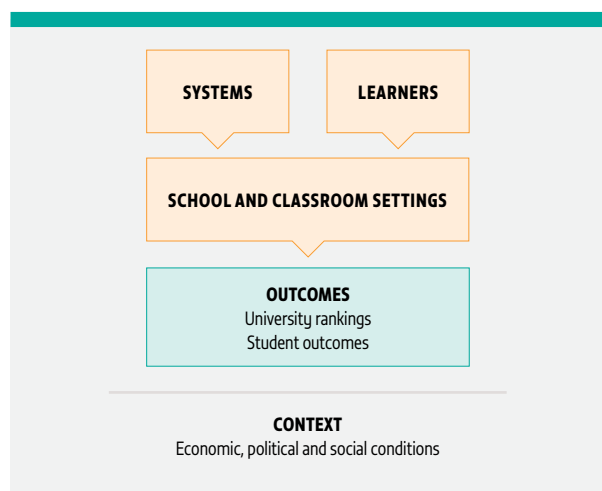 SYSTEMS
LEARNERS
SCHOOL AND CLASSROOM SETTINGS
OUTCOMES
University rankings
Student outcomes
CONTEXT
Economic, political and social conditions